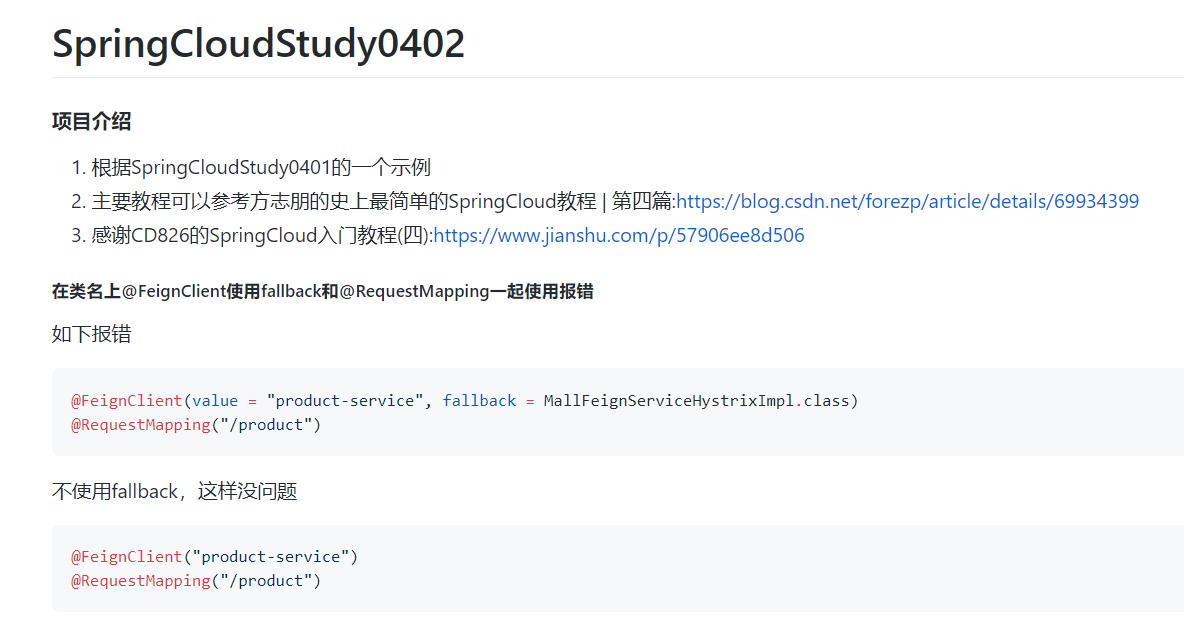 SpringCloudStudy0402
项目介绍
1. 根据SpringCloudStudy0401的一个示例
2. 主要教程可以参考方志朋的史上最简单的SpringCloud教程 | 第四篇:https://blog.csdn.net/forezp/article/details/69934399
3. 感谢CD826的SpringCloud入门教程(四):https://www.jianshu.com/p/57906ee8d506
在类名上@FeignClient使用fallback和@RequestMapping一起使用报错
如下报错
@FeignClient(value = "product-service", fallback = MallFeignServiceHystrixImpl.class)
@RequestMapping("/product")
不使用fallback，这样没问题
@FeignClient("product-service")
@RequestMapping("/product")